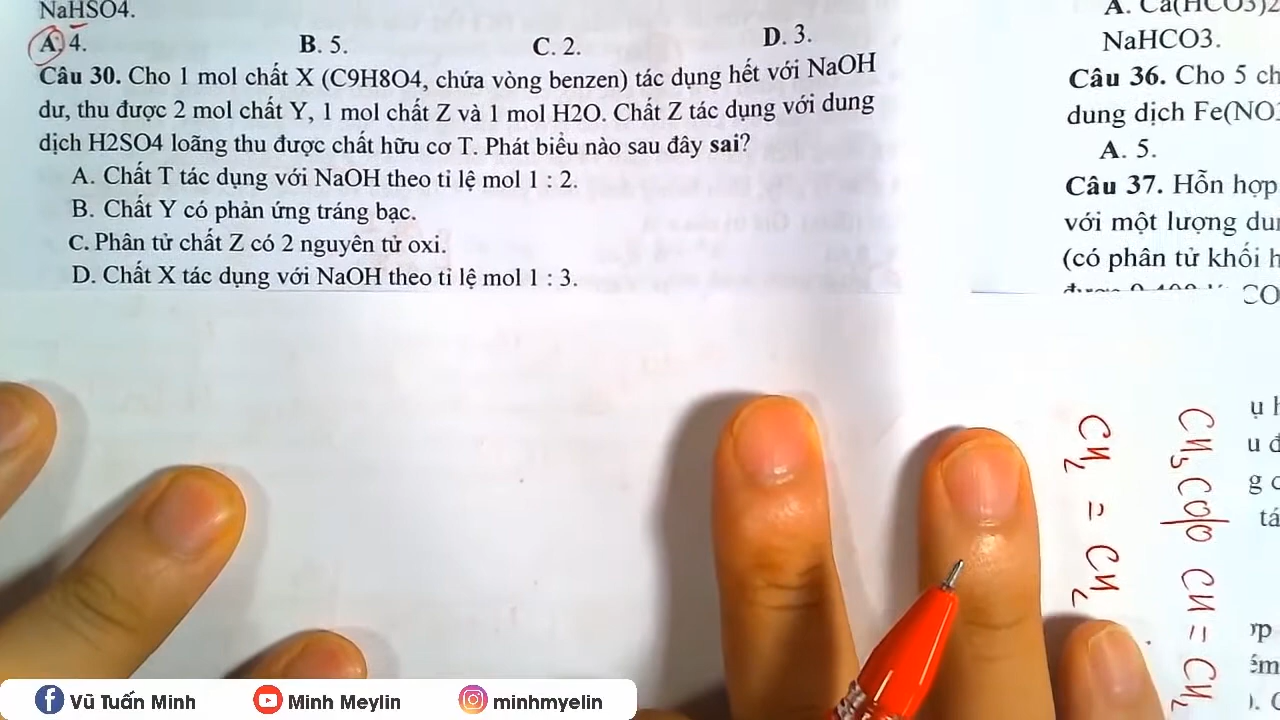 NaHSO4.
A. 4.
B. 5.
C. 2.
D. 3.
Câu 30. Cho 1 mol chất X (C9H8O4, chứa vòng benzen) tác dụng hết với NaOH
dư, thu được 2 mol chất Y, 1 mol chất Z và 1 mol H2O. Chất Z tác dụng với dung
dịch H2SO4 loãng thu được chất hữu cơ T. Phát biểu nào sau đây sai?
A. Chất T tác dụng với NaOH theo tỉ lệ mol 1 : 2.
B. Chất Y có phản ứng tráng bạc.
C. Phân tử chất Z có 2 nguyên tử oxi.
D. Chất X tác dụng với NaOH theo tỉ lệ mol 1 : 3.
A. Ca(HCO3)2
NaHCO3.
Câu 36. Cho 5 ch
dung dịch Fe(NO3
A. 5.
Câu 37. Hỗn hợp
với một lượng du
(có phân tử khối h
CO
CH2 = CH2
CH3COO CH = CH2
ụ h
u đ
g c
tá
Vũ Tuấn Minh
Minh Meylin
minhmyelin